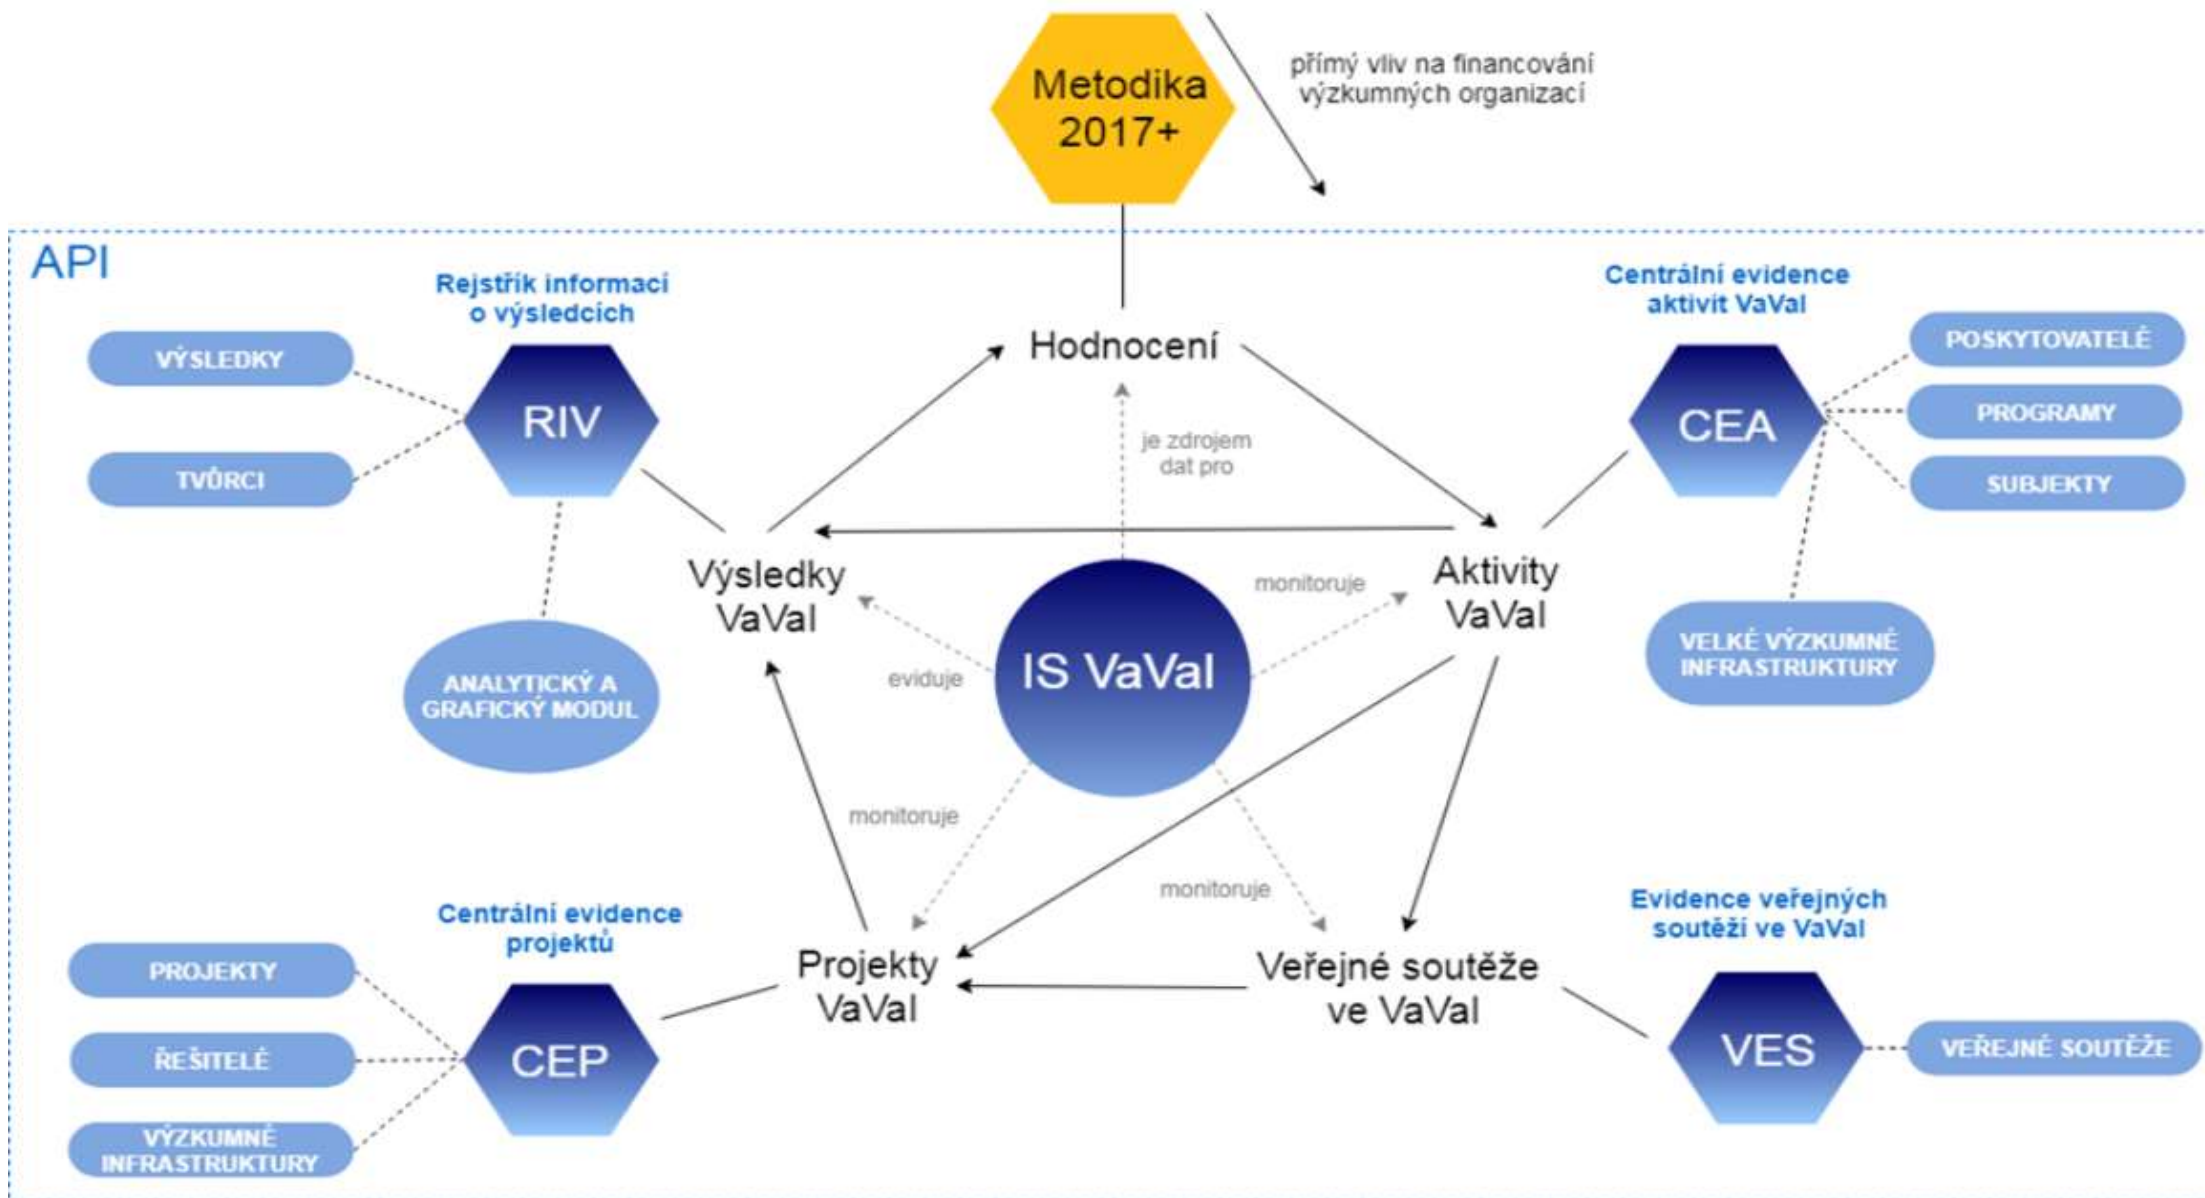 Metodika
2017+
přímý vliv na financování
výzkumných organizací
API
Rejstřík informací
o výsledcích
VÝSLEDKY
TVŮRCI
RIV
ANALYTICKÝ A
GRAFICKÝ MODUL
Hodnocení
je zdrojem
dat pro
Centrální evidence
aktivit VaVaI
CEA
POSKYTOVATELÉ
PROGRAMY
SUBJEKTY
VELKÉ VÝZKUMNÉ
INFRASTRUKTURY
Výsledky
VaVaI
eviduje
IS VaVaI
monitoruje
Aktivity
VaVaI
monitoruje
monitoruje
Centrální evidence
projektů
PROJEKTY
ŘEŠITELÉ
VÝZKUMNÉ
INFRASTRUKTURY
CEP
Projekty
VaVaI
Veřejné soutěže
ve VaVaI
Evidence veřejných
soutěží ve VaVaI
VES
VEŘEJNÉ SOUTĚŽE